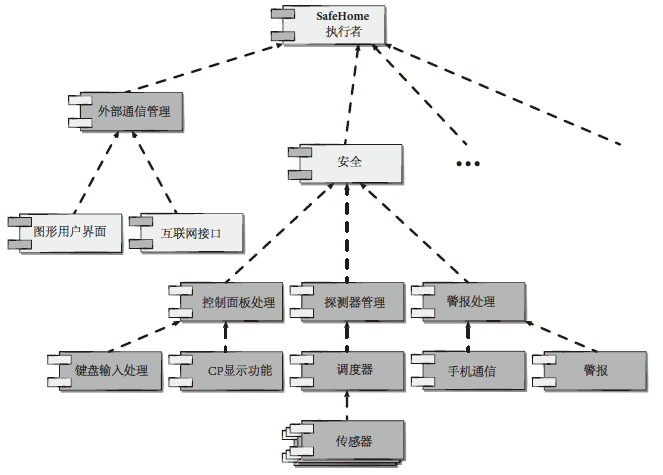 SafeHome
执行者
外部通信管理
安全
图形用户界面
互联网接口
控制面板处理
探测器管理
警报处理
键盘输入处理
CP显示功能
调度器
手机通信
警报
传感器